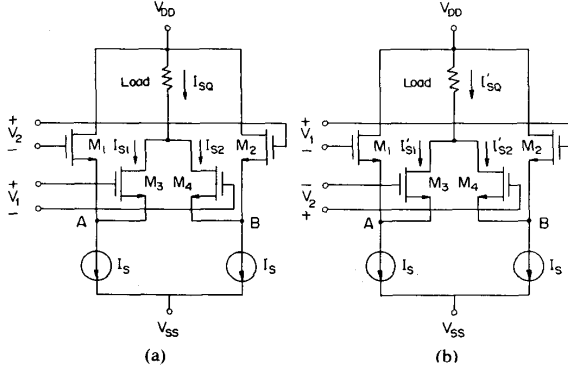 V_DD
Load
I_SQ
+
V_2
−
M_1
I_S1
I_S2
M_2
+
V_1
−
M_3
M_4
A
B
I_S
I_S
V_SS
(a)
V_DD
Load
I'_SQ
+
V_1
−
M_1
I'_S1
I'_S2
M_2
−
V_2
+
M_3
M_4
A
B
I_S
I_S
V_SS
(b)